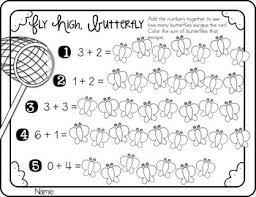 Fly High, Butterfly
Add the numbers together to see
how many butterflies escape the net!
Color the sum of butterflies that
escape.
1 3 + 2 =
2 1 + 2 =
3 3 + 3 =
4 6 + 1 =
5 0 + 4 =
Name: